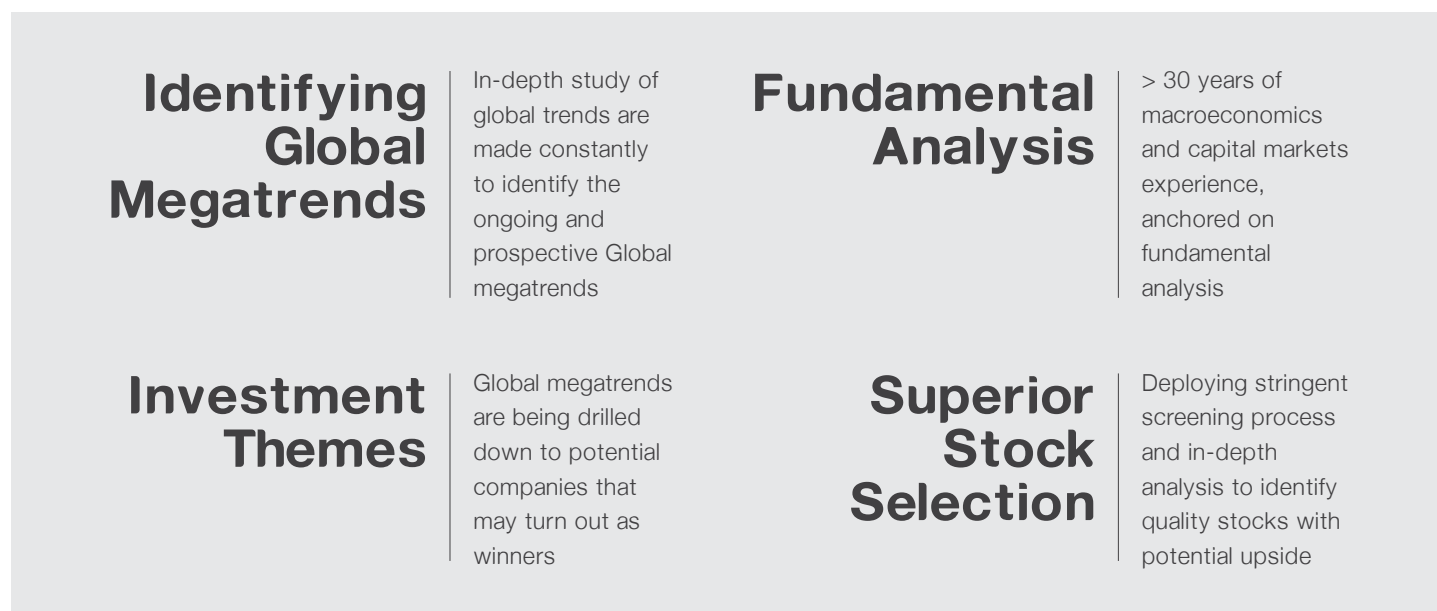 Identifying
Global
Megatrends
In-depth study of
global trends are
made constantly
to identify the
ongoing and
prospective Global
megatrends
Fundamental
Analysis
> 30 years of
macroeconomics
and capital markets
experience,
anchored on
fundamental
analysis
Investment
Themes
Global megatrends
are being drilled
down to potential
companies that
may turn out as
winners
Superior
Stock
Selection
Deploying stringent
screening process
and in-depth
analysis to identify
quality stocks with
potential upside